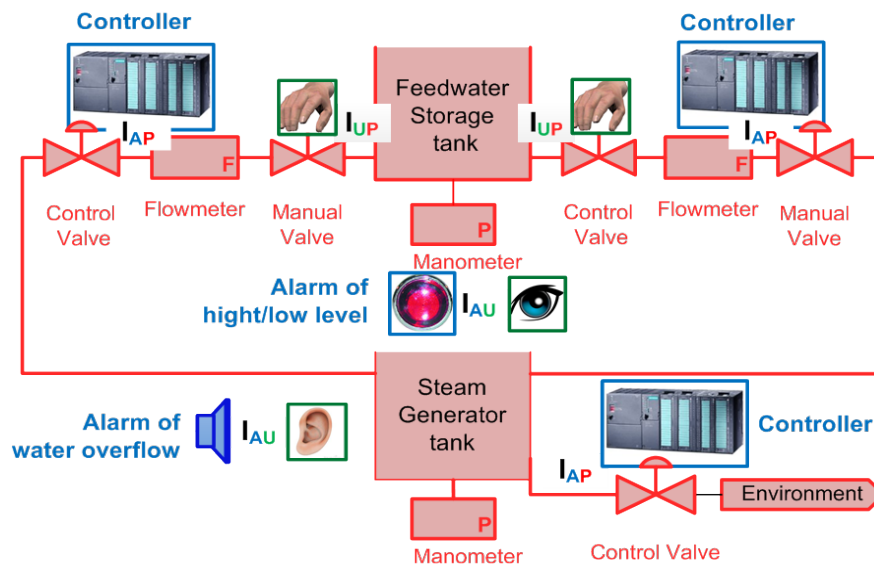 Controller
Controller
Feedwater
Storage
tank
IAP
IUP
IUP
IAP
F
F
Control
Valve
Flowmeter
Manual
Valve
Control
Valve
Flowmeter
Manual
Valve
P
Manometer
Alarm of
hight/low level
IAU
Steam
Generator
tank
Alarm of
water overflow
IAU
Controller
IAP
Environment
P
Manometer
Control Valve